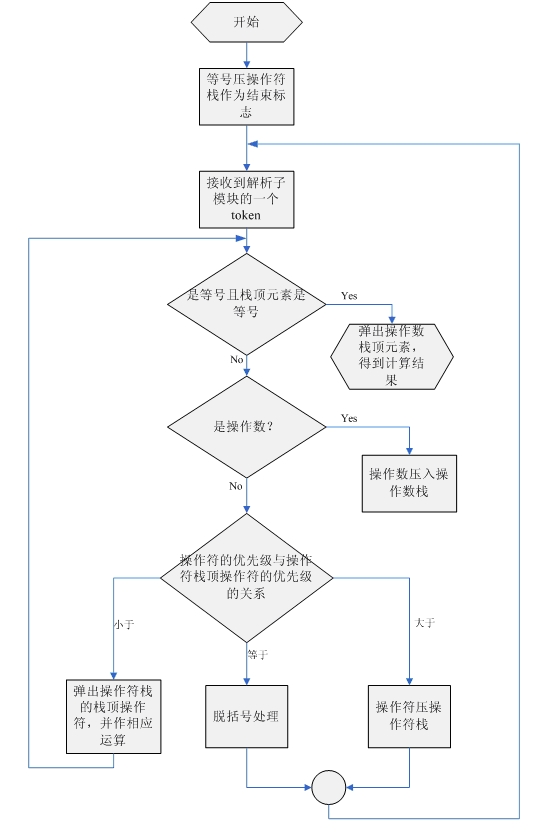 开始
等号压操作符
栈作为结束标
志
接收到解析子
模块的一个
token
是等号且栈顶元素是
等号
Yes
弹出操作数
栈顶元素，
得到计算结
果
No
是操作数？
Yes
操作数压入操
作数栈
No
操作符的优先级与操作
符栈顶操作符的优先级
的关系
小于
等于
大于
弹出操作符栈
的栈顶操作
符，并作相应
运算
脱括号处理
操作符压操
作符栈